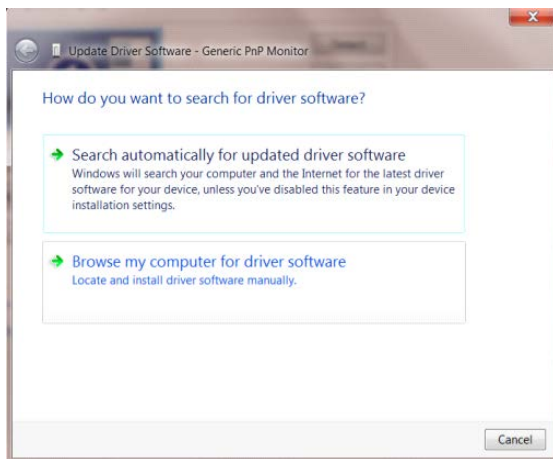 Update Driver Software - Generic PnP Monitor
How do you want to search for driver software?
Search automatically for updated driver software
Windows will search your computer and the Internet for the latest driver
software for your device, unless you've disabled this feature in your device
installation settings.
Browse my computer for driver software
Locate and install driver software manually.
Cancel